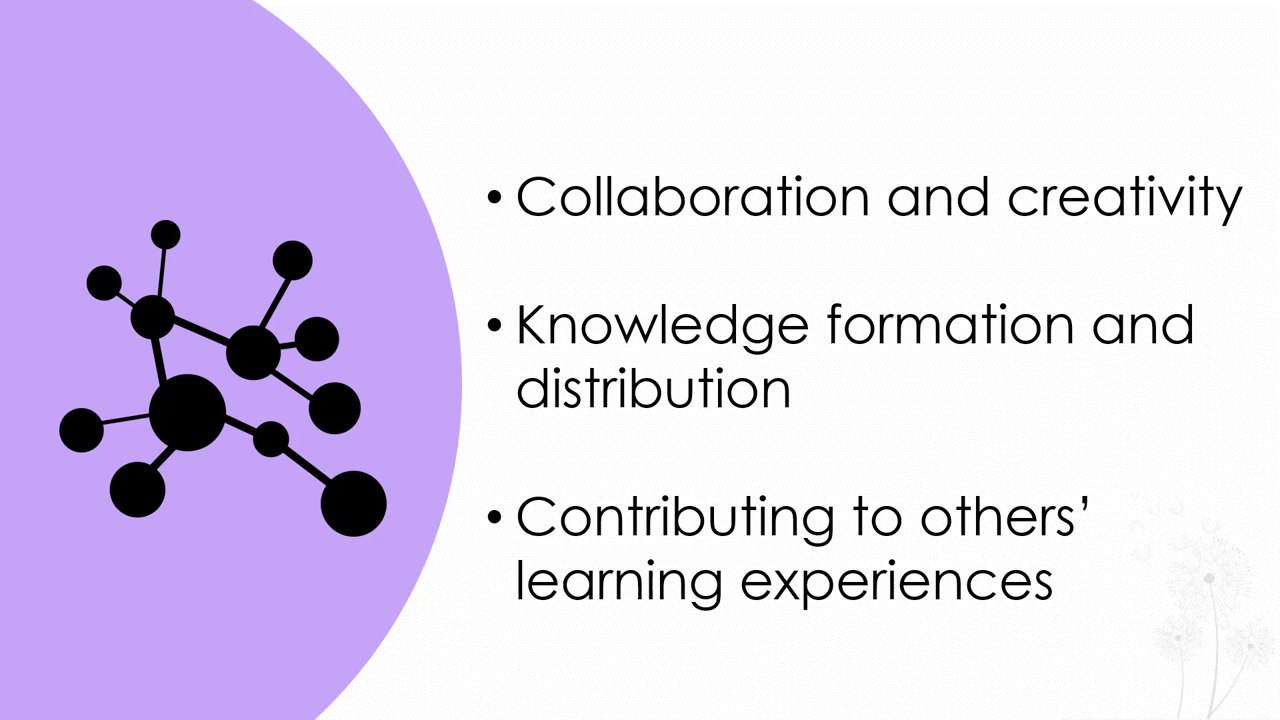 • Collaboration and creativity
• Knowledge formation and
distribution
• Contributing to others’
learning experiences